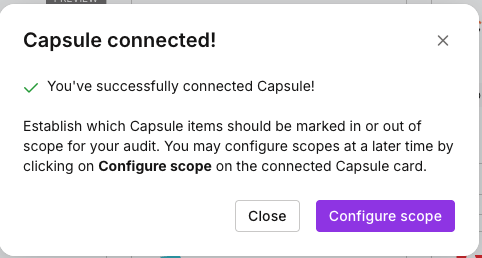 PREVIEW
Capsule connected!
You've successfully connected Capsule!
Establish which Capsule items should be marked in or out of
scope for your audit. You may configure scopes at a later time by
clicking on Configure scope on the connected Capsule card.
Close
Configure scope